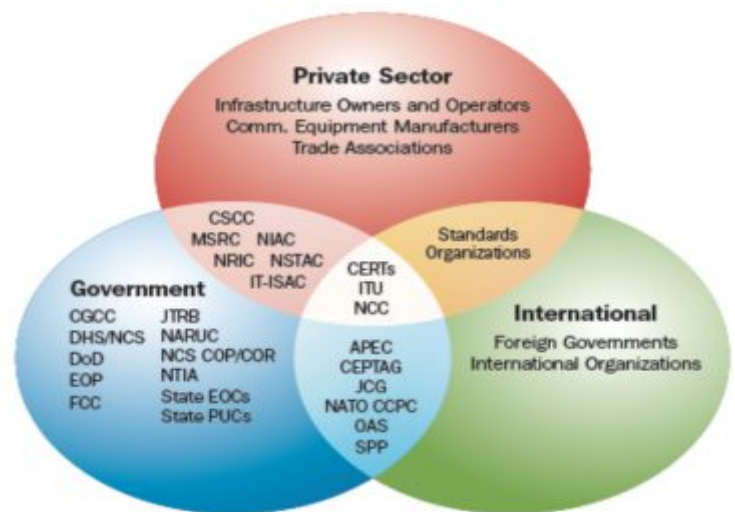 Private Sector
Infrastructure Owners and Operators
Comm. Equipment Manufacturers
Trade Associations
CSCC
MSRC NIAC
NRIC NSTAC
IT-ISAC
Standards
Organizations
CERTs
ITU
NCC
Government
CGCC JTRB
DHS/NCS NARUC
DoD NCS COP/COR
EOP NTIA
FCC State EOCs
State PUCs
International
Foreign Governments
International Organizations
APEC
CEPTAG
JCG
NATO CCPC
OAS
SPP